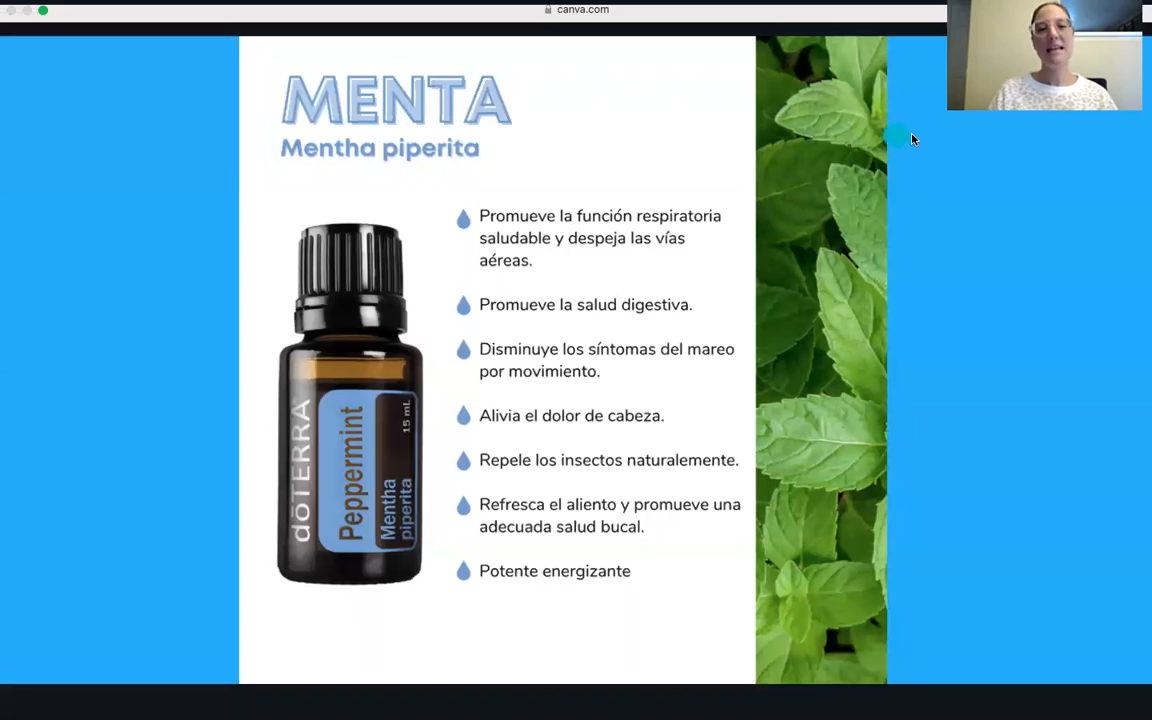 canva.com
MENTA
Mentha piperita
Promueve la función respiratoria
saludable y despeja las vías
aéreas.
Promueve la salud digestiva.
Disminuye los síntomas del mareo
por movimiento.
Alivia el dolor de cabeza.
Repele los insectos naturalemente.
Refresca el aliento y promueve una
adecuada salud bucal.
Potente energizante
dōTERRA
Peppermint
Mentha
piperita
15 mL